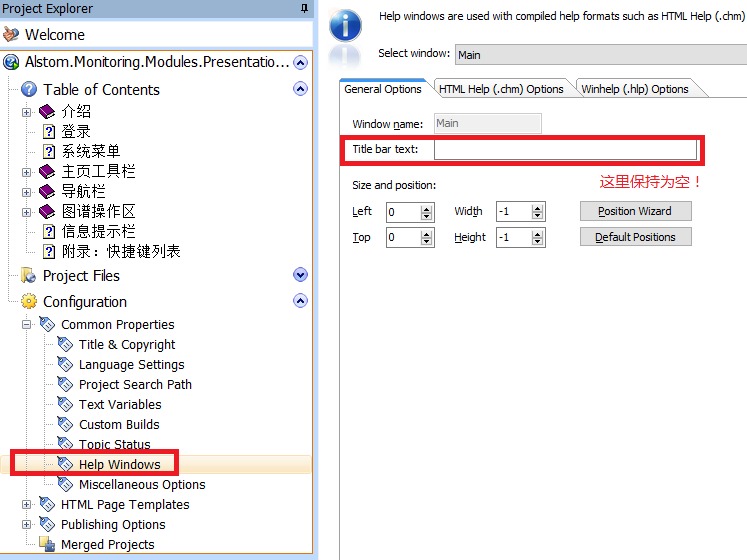 Project Explorer
Welcome
Alstom.Monitoring.Modules.Presentatio...
Table of Contents
介绍
登录
系统菜单
主页工具栏
导航栏
图谱操作区
信息提示栏
附录：快捷键列表
Project Files
Configuration
Common Properties
Title & Copyright
Language Settings
Project Search Path
Text Variables
Custom Builds
Topic Status
Help Windows
Miscellaneous Options
HTML Page Templates
Publishing Options
Merged Projects
Help windows are used with compiled help formats such as HTML Help (.chm)
Select window: Main
General Options HTML Help (.chm) Options Winhelp (.hlp) Options
Window name: Main
Title bar text:
这里保持为空！
Size and position:
Left 0 Width -1 Position Wizard
Top 0 Height -1 Default Positions